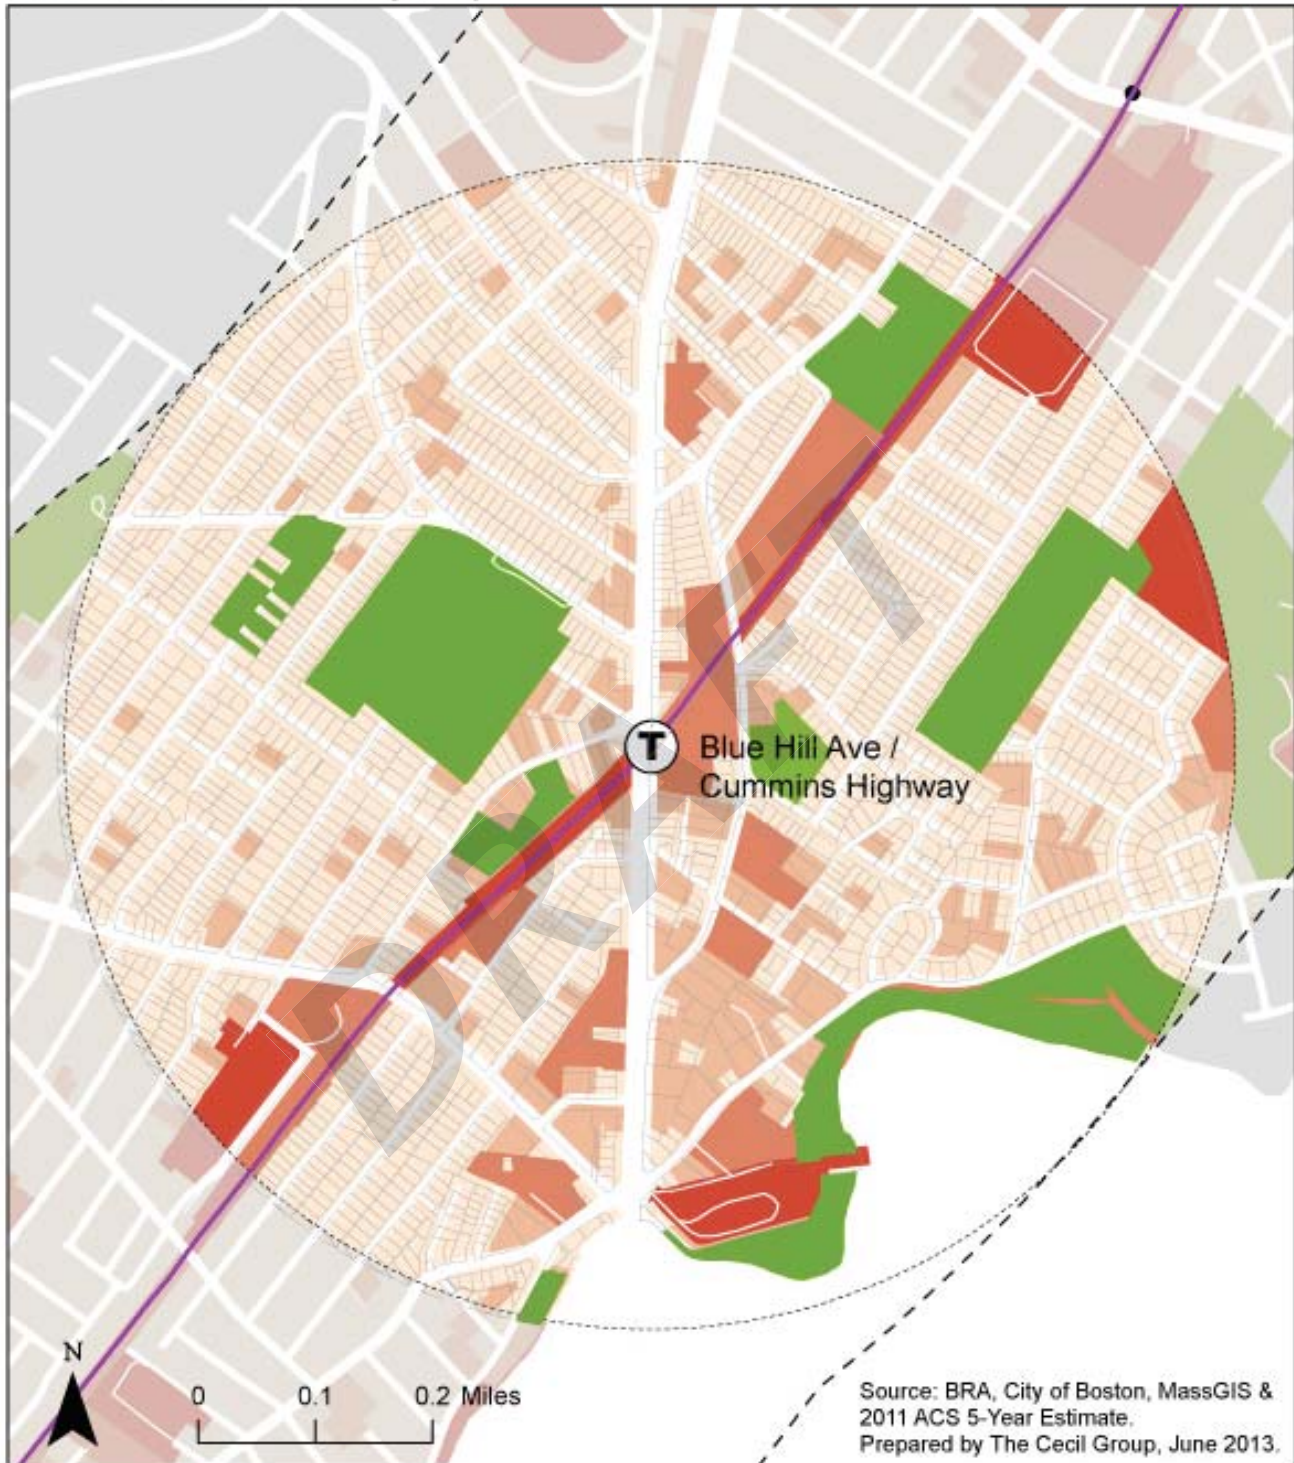 T
Blue Hill Ave /
Cummins Highway
DRAFT
N
0 0.1 0.2 Miles
Source: BRA, City of Boston, MassGIS &
2011 ACS 5-Year Estimate.
Prepared by The Cecil Group, June 2013.